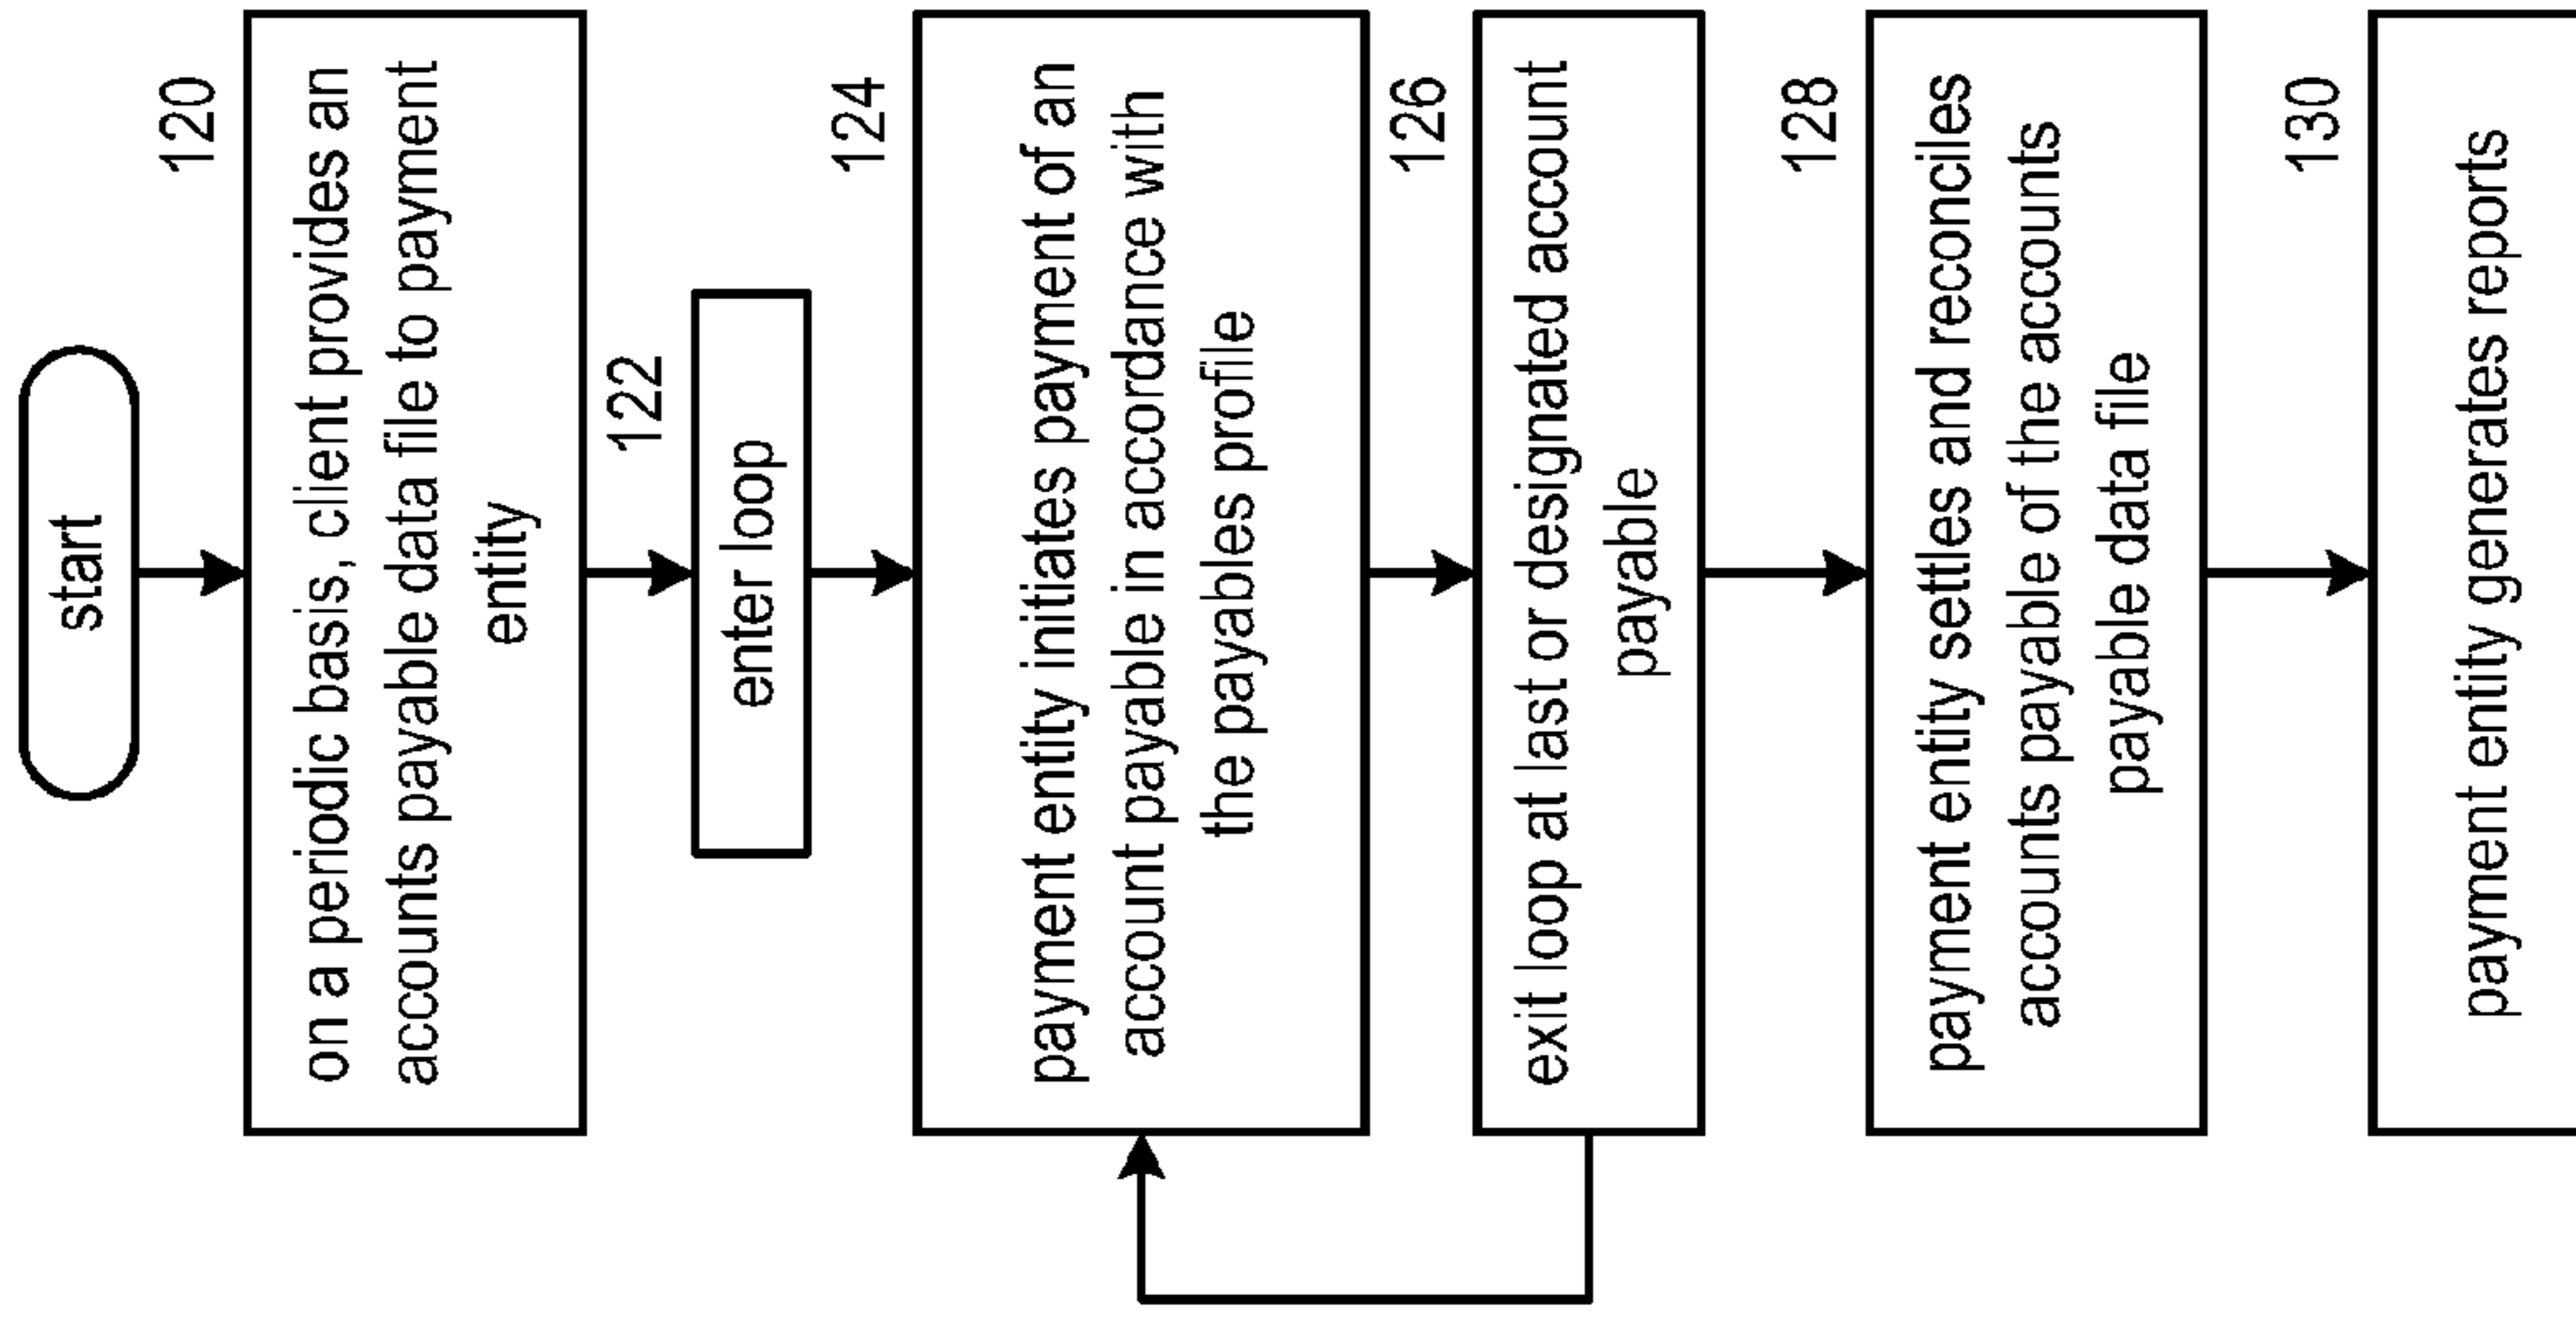 start
120
on a periodic basis, client provides an
accounts payable data file to payment
entity
122
enter loop
124
payment entity initiates payment of an
account payable in accordance with
the payables profile
126
exit loop at last or designated account
payable
128
payment entity settles and reconciles
accounts payable of the accounts
payable data file
130
payment entity generates reports